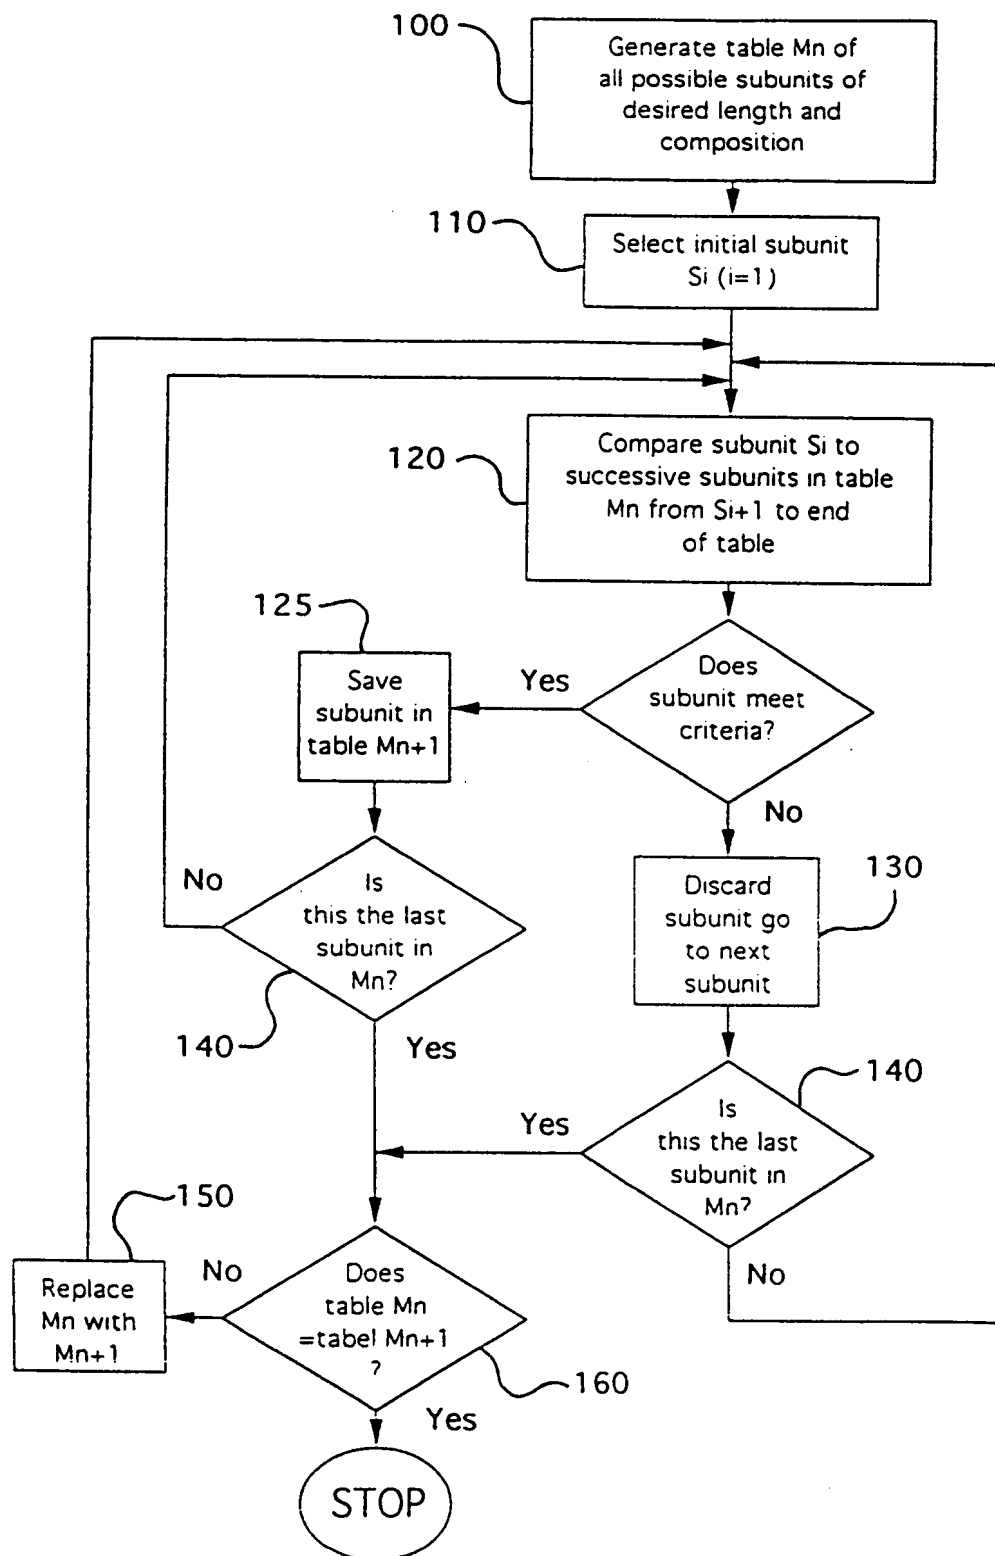 100
Generate table Mn of
all possible subunits of
desired length and
composition
110
Select initial subunit
Si (i=1)
120
Compare subunit Si to
successive subunits in table
Mn from Si+1 to end
of table
125
Save
subunit in
table Mn+1
Yes
Does
subunit meet
criteria?
No
No
Is
this the last
subunit in
Mn?
140
Yes
Discard
subunit go
to next
subunit
130
140
Yes
Is
this the last
subunit in
Mn?
No
150
Replace
Mn with
Mn+1
No
Does
table Mn
=tabel Mn+1
?
160
Yes
STOP